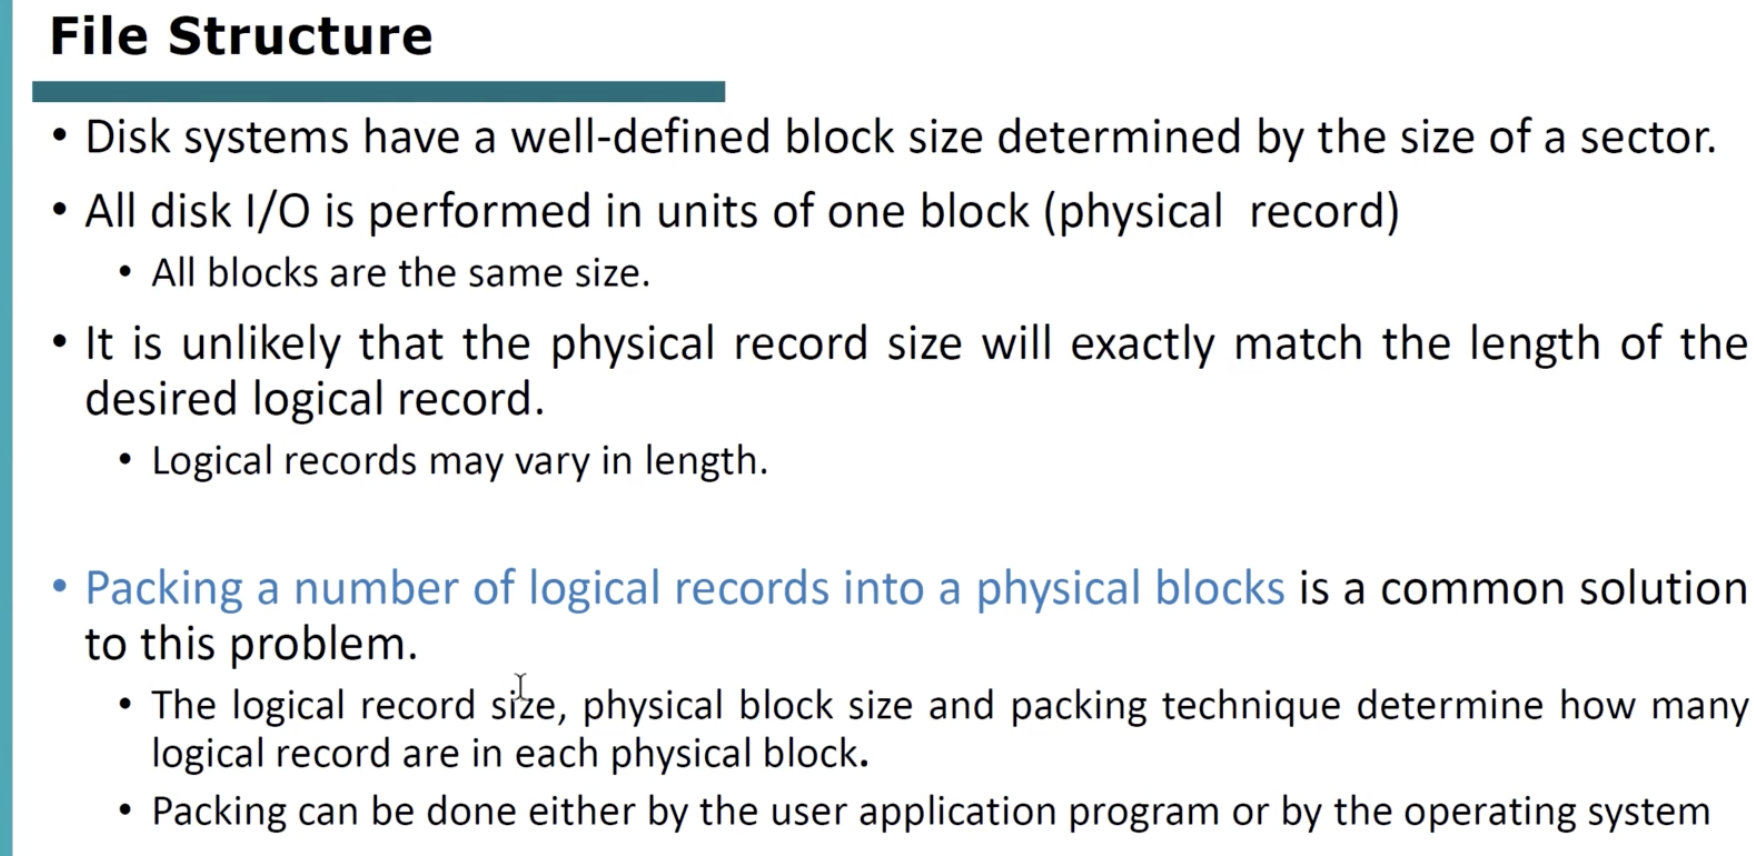 File Structure
• Disk systems have a well-defined block size determined by the size of a sector.
• All disk I/O is performed in units of one block (physical record)
• All blocks are the same size.
• It is unlikely that the physical record size will exactly match the length of the
desired logical record.
• Logical records may vary in length.
• Packing a number of logical records into a physical blocks is a common solution
to this problem.
• The logical record size, physical block size and packing technique determine how many
logical record are in each physical block.
• Packing can be done either by the user application program or by the operating system